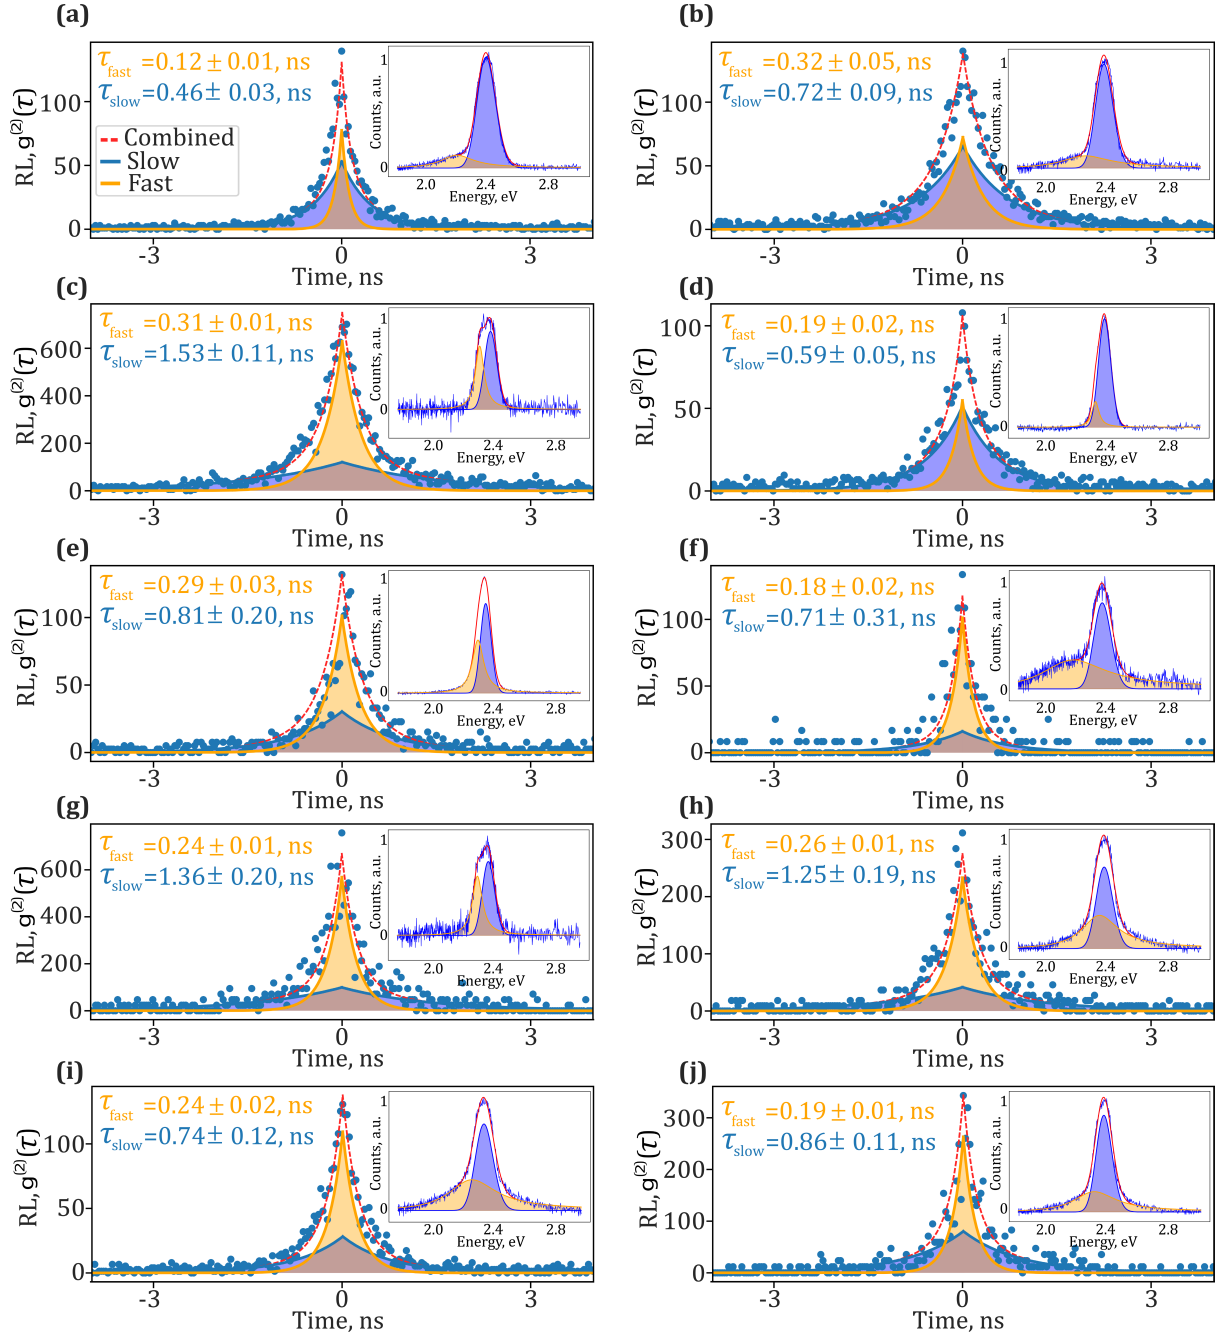 (a)
τfast =0.12 ± 0.01, ns
τslow=0.46 ± 0.03, ns
Combined
Slow
Fast
RL, g(2)(τ)
100
50
0
-3
0
3
Time, ns
Counts, a.u.
1
0
2.0
2.4
2.8
Energy, eV
(b)
τfast =0.32 ± 0.05, ns
τslow=0.72 ± 0.09, ns
RL, g(2)(τ)
100
50
0
-3
0
3
Time, ns
Counts, a.u.
1
0
2.0
2.4
2.8
Energy, eV
(c)
τfast =0.31 ± 0.01, ns
τslow=1.53 ± 0.11, ns
RL, g(2)(τ)
600
400
200
0
-3
0
3
Time, ns
Counts, a.u.
1
0
2.0
2.4
2.8
Energy, eV
(d)
τfast =0.19 ± 0.02, ns
τslow=0.59 ± 0.05, ns
RL, g(2)(τ)
100
50
0
-3
0
3
Time, ns
Counts, a.u.
1
0
2.0
2.4
2.8
Energy, eV
(e)
τfast =0.29 ± 0.03, ns
τslow=0.81 ± 0.20, ns
RL, g(2)(τ)
100
50
0
-3
0
3
Time, ns
Counts, a.u.
1
0
2.0
2.4
2.8
Energy, eV
(f)
τfast =0.18 ± 0.02, ns
τslow=0.71 ± 0.31, ns
RL, g(2)(τ)
100
50
0
-3
0
3
Time, ns
Counts, a.u.
1
0
2.0
2.4
2.8
Energy, eV
(g)
τfast =0.24 ± 0.01, ns
τslow=1.36 ± 0.20, ns
RL, g(2)(τ)
600
400
200
0
-3
0
3
Time, ns
Counts, a.u.
1
0
2.0
2.4
2.8
Energy, eV
(h)
τfast =0.26 ± 0.01, ns
τslow=1.25 ± 0.19, ns
RL, g(2)(τ)
300
200
100
0
-3
0
3
Time, ns
Counts, a.u.
1
0
2.0
2.4
2.8
Energy, eV
(i)
τfast =0.24 ± 0.02, ns
τslow=0.74 ± 0.12, ns
RL, g(2)(τ)
100
50
0
-3
0
3
Time, ns
Counts, a.u.
1
0
2.0
2.4
2.8
Energy, eV
(j)
τfast =0.19 ± 0.01, ns
τslow=0.86 ± 0.11, ns
RL, g(2)(τ)
300
200
100
0
-3
0
3
Time, ns
Counts, a.u.
1
0
2.0
2.4
2.8
Energy, eV